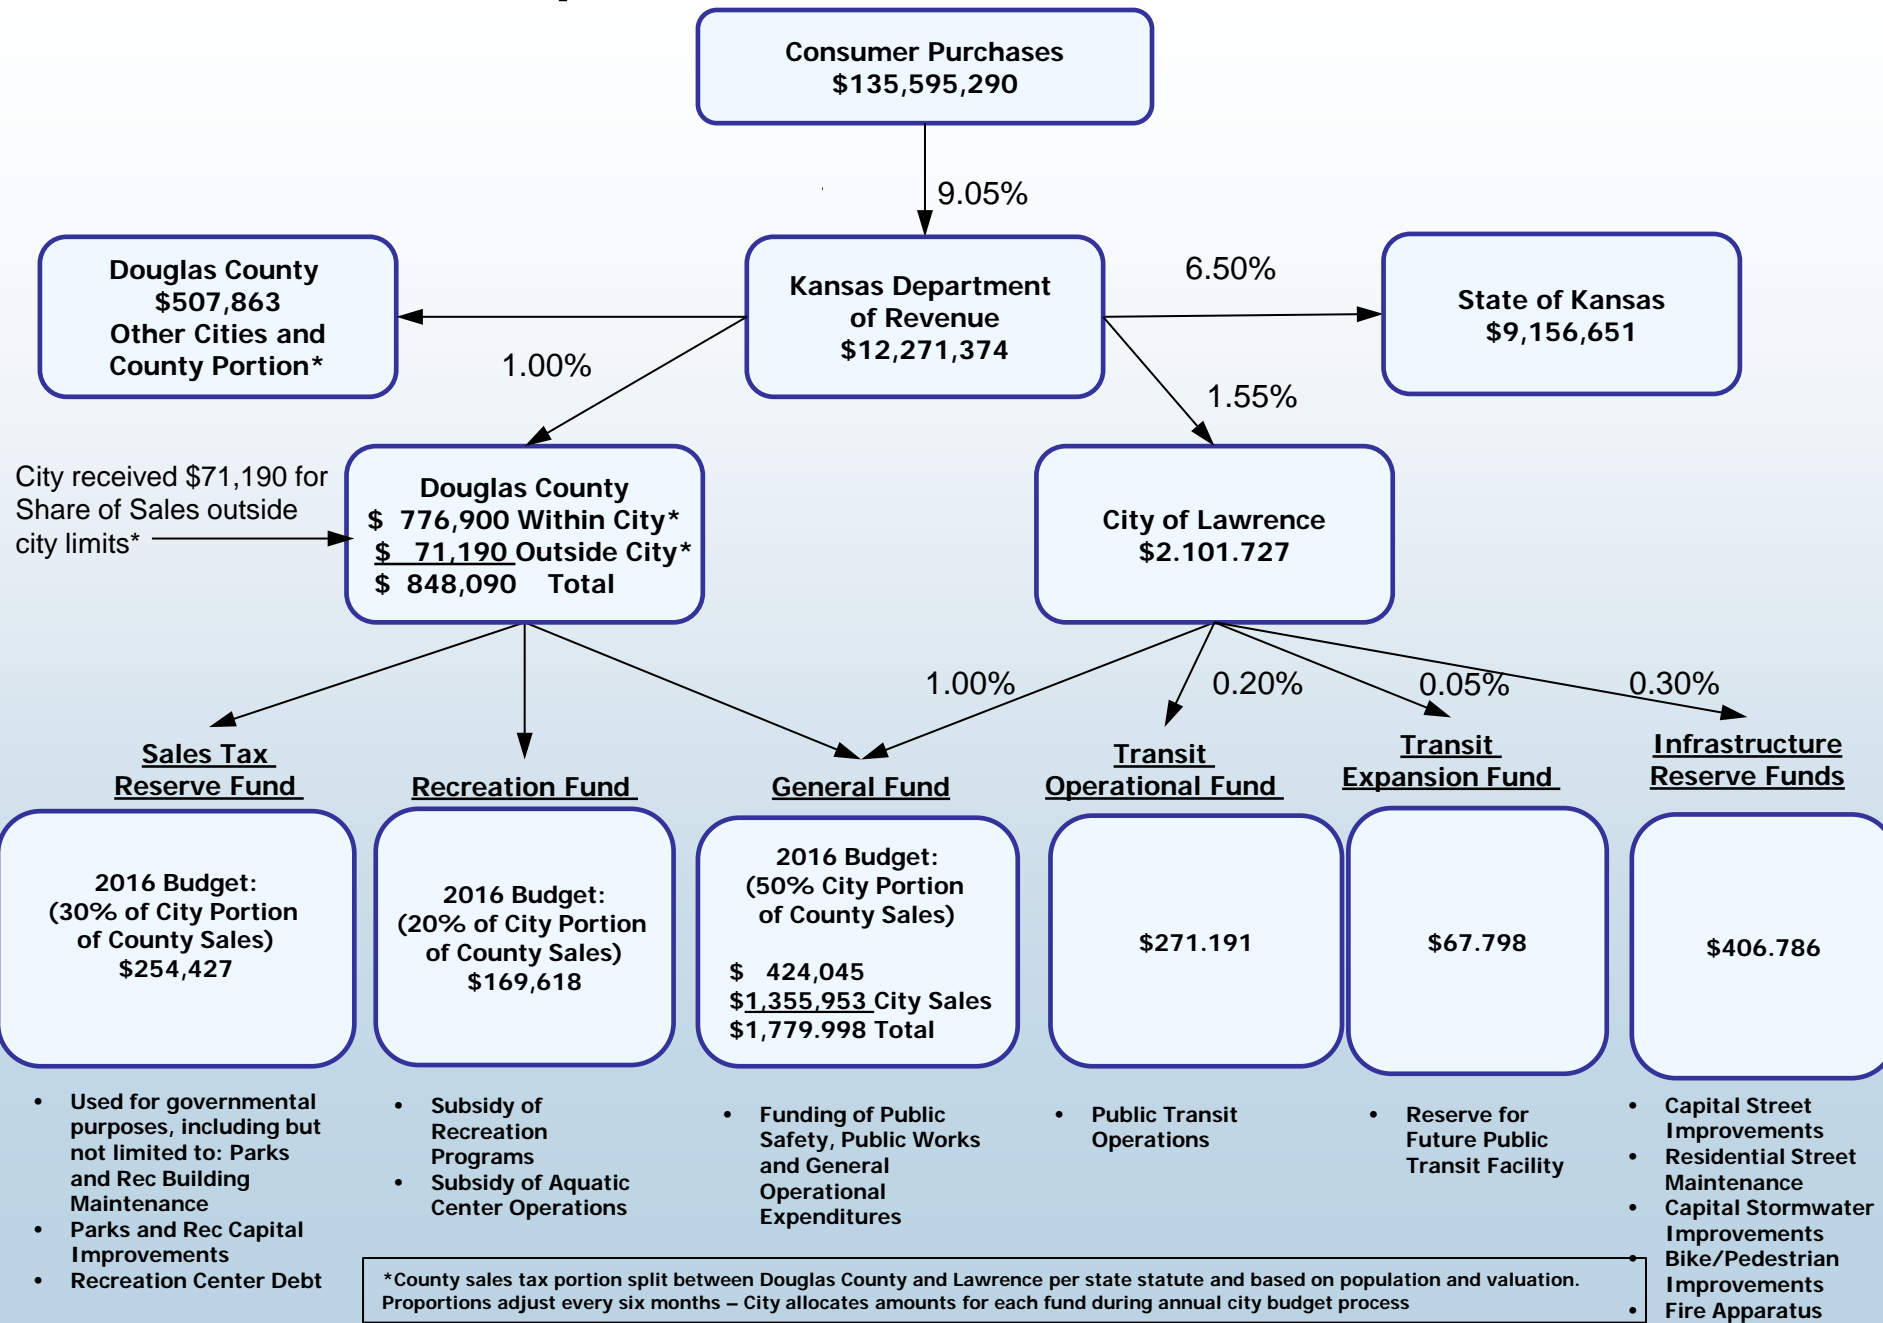 Consumer Purchases
$135,595,290
9.05%
Douglas County
$507,863
Other Cities and
County Portion*
Kansas Department
of Revenue
$12,271,374
6.50%
State of Kansas
$9,156,651
1.00%
1.55%
City received $71,190 for
Share of Sales outside
city limits*
Douglas County
$ 776,900 Within City*
$ 71,190 Outside City*
$ 848,090 Total
City of Lawrence
$2.101.727
1.00%
0.20%
0.05%
0.30%
Sales Tax
Reserve Fund
Recreation Fund
General Fund
Transit
Operational Fund
Transit
Expansion Fund
Infrastructure
Reserve Funds
2016 Budget:
(30% of City Portion
of County Sales)
$254,427
2016 Budget:
(20% of City Portion
of County Sales)
$169,618
2016 Budget:
(50% City Portion
of County Sales)
$ 424,045
$1,355,953 City Sales
$1,779.998 Total
$271.191
$67.798
$406.786
• Used for governmental
purposes, including but
not limited to: Parks
and Rec Building
Maintenance
• Parks and Rec Capital
Improvements
• Recreation Center Debt
• Subsidy of
Recreation
Programs
• Subsidy of Aquatic
Center Operations
• Funding of Public
Safety, Public Works
and General
Operational
Expenditures
• Public Transit
Operations
• Reserve for
Future Public
Transit Facility
• Capital Street
Improvements
• Residential Street
Maintenance
• Capital Stormwater
Improvements
• Bike/Pedestrian
Improvements
• Fire Apparatus
*County sales tax portion split between Douglas County and Lawrence per state statute and based on population and valuation.
Proportions adjust every six months – City allocates amounts for each fund during annual city budget process